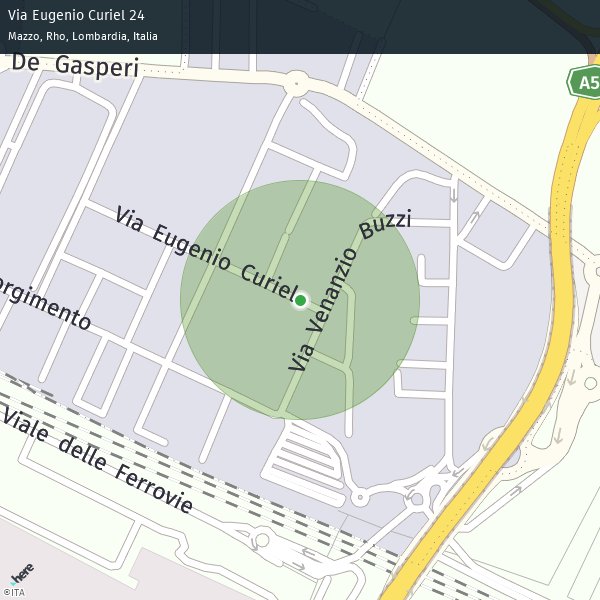 Via Eugenio Curiel 24
Mazzo, Rho, Lombardia, Italia
De Gasperi
A5
Via Eugenio Curiel
Via Venanzio Buzzi
orgimento
Viale delle Ferrovie
here
©ITA